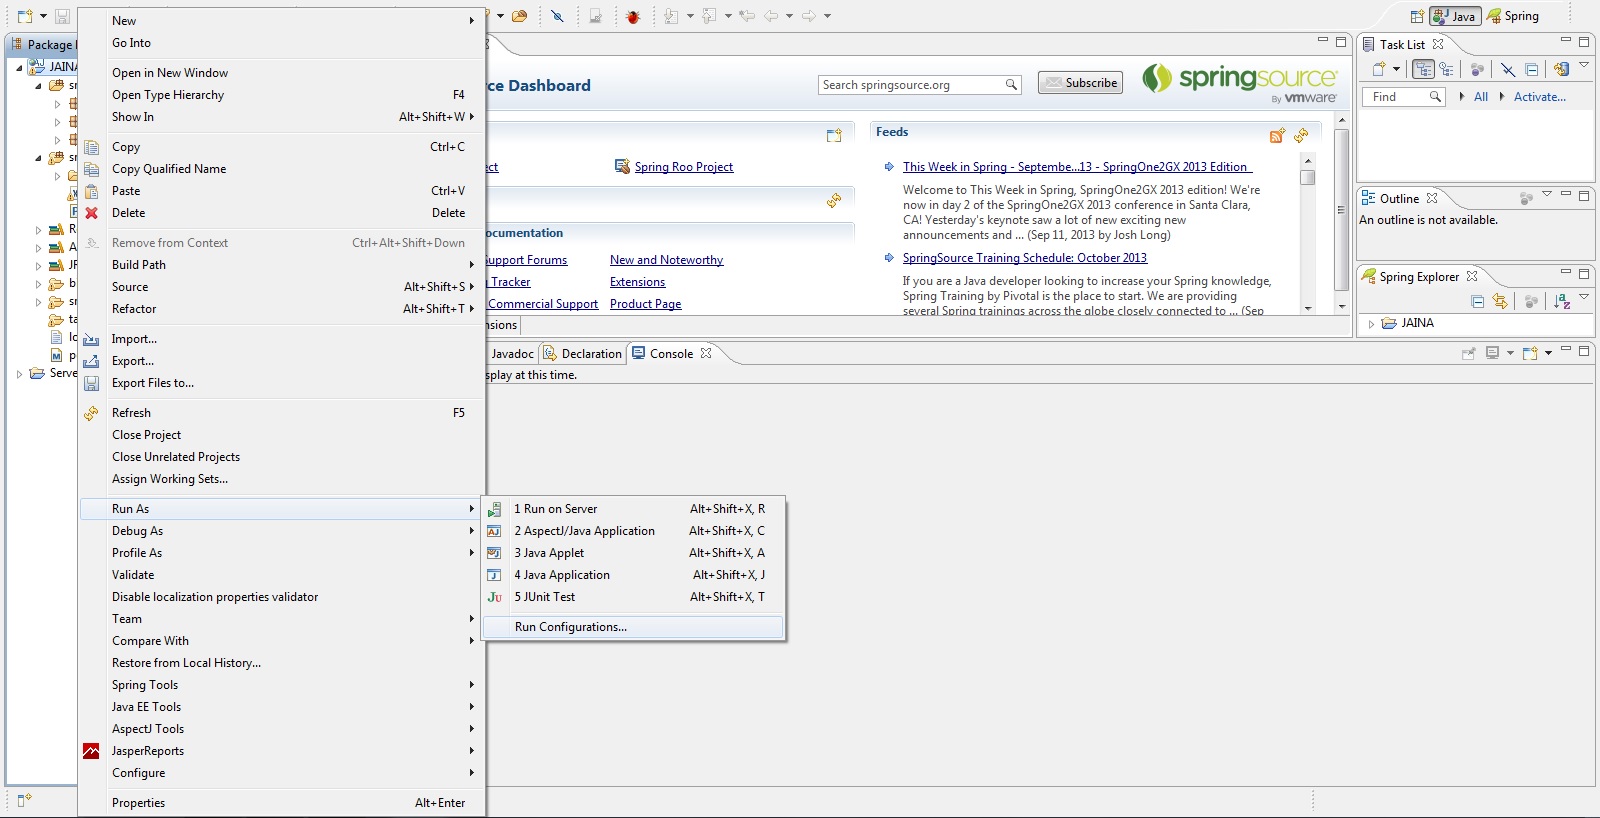 Java
Spring
Package
JAINA
Serve
New
Go Into
Open in New Window
Open Type Hierarchy F4
Show In Alt+Shift+W
Copy Ctrl+C
Copy Qualified Name
Paste Ctrl+V
Delete Delete
Remove from Context Ctrl+Alt+Shift+Down
Build Path
Source Alt+Shift+S
Refactor Alt+Shift+T
Import...
Export...
Export Files to...
Refresh F5
Close Project
Close Unrelated Projects
Assign Working Sets...
Run As
Debug As
Profile As
Validate
Disable localization properties validator
Team
Compare With
Restore from Local History...
Spring Tools
Java EE Tools
AspectJ Tools
JasperReports
Configure
Properties Alt+Enter
1 Run on Server Alt+Shift+X, R
2 AspectJ/Java Application Alt+Shift+X, C
3 Java Applet Alt+Shift+X, A
4 Java Application Alt+Shift+X, J
5 JUnit Test Alt+Shift+X, T
Run Configurations...
ce Dashboard
Search springsource.org
Subscribe
springsource
By vmware
ect
Spring Roo Project
ocumentation
upport Forums New and Noteworthy
Tracker Extensions
Commercial Support Product Page
nsions
Feeds
This Week in Spring - Septembe...13 - SpringOne2GX 2013 Edition
Welcome to This Week in Spring, SpringOne2GX 2013 edition! We're
now in day 2 of the SpringOne2GX 2013 conference in Santa Clara,
CA! Yesterday's keynote saw a lot of new exciting new
announcements and ... (Sep 11, 2013 by Josh Long)
SpringSource Training Schedule: October 2013
If you are a Java developer looking to increase your Spring knowledge,
Spring Training by Pivotal is the place to start. We are providing
several Spring trainings across the globe closely connected to ... (Sep
Javadoc Declaration Console
splay at this time.
Task List
Find All Activate...
Outline
An outline is not available.
Spring Explorer
JAINA